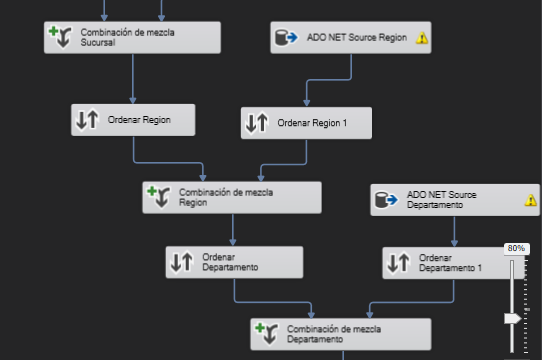 Combinación de mezcla
Sucursal
ADO NET Source Region
Ordenar Region
Ordenar Region 1
Combinación de mezcla
Region
ADO NET Source
Departamento
Ordenar
Departamento
Ordenar
Departamento 1
80%
Combinación de mezcla
Departamento